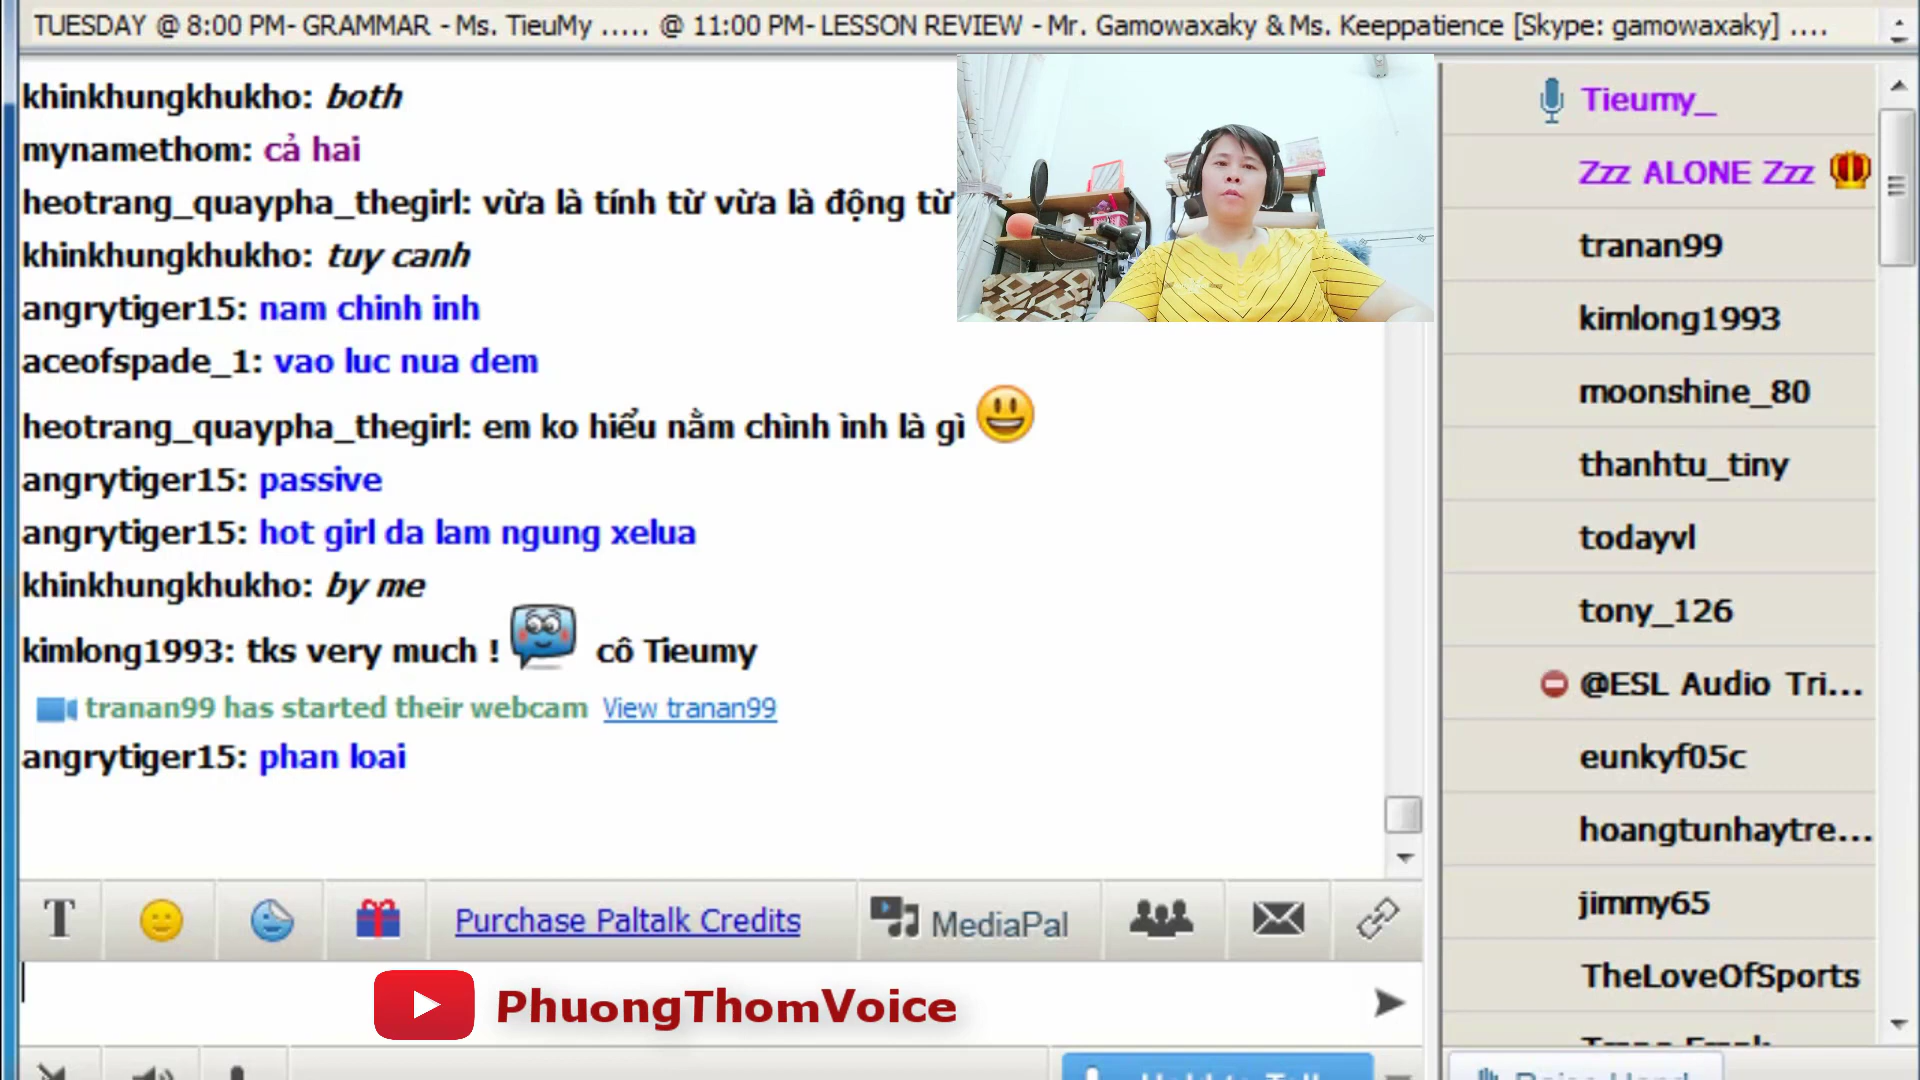 TUESDAY @ 8:00 PM- GRAMMAR - Ms. TieuMy ..... @ 11:00 PM- LESSON REVIEW - Mr. Gamowaxaky & Ms. Keeppatience [Skype: gamowaxaky] ....
khinkhungkhukho: both
mynamethom: cả hai
heotrang_quaypha_thegirl: vừa là tính từ vừa là động từ
khinkhungkhukho: tuy canh
angrytiger15: nam chinh inh
aceofspade_1: vao luc nua dem
heotrang_quaypha_thegirl: em ko hiểu nằm chình ình là gì
angrytiger15: passive
angrytiger15: hot girl da lam ngung xelua
khinkhungkhukho: by me
kimlong1993: tks very much ! cô Tieumy
tranan99 has started their webcam View tranan99
angrytiger15: phan loai
Tieumy_
Zzz ALONE Zzz
tranan99
kimlong1993
moonshine_80
thanhtu_tiny
todayvl
tony_126
@ESL Audio Tri...
eunkyf05c
hoangtunhaytre...
jimmy65
TheLoveOfSports
T
Purchase Paltalk Credits
MediaPal
PhuongThomVoice